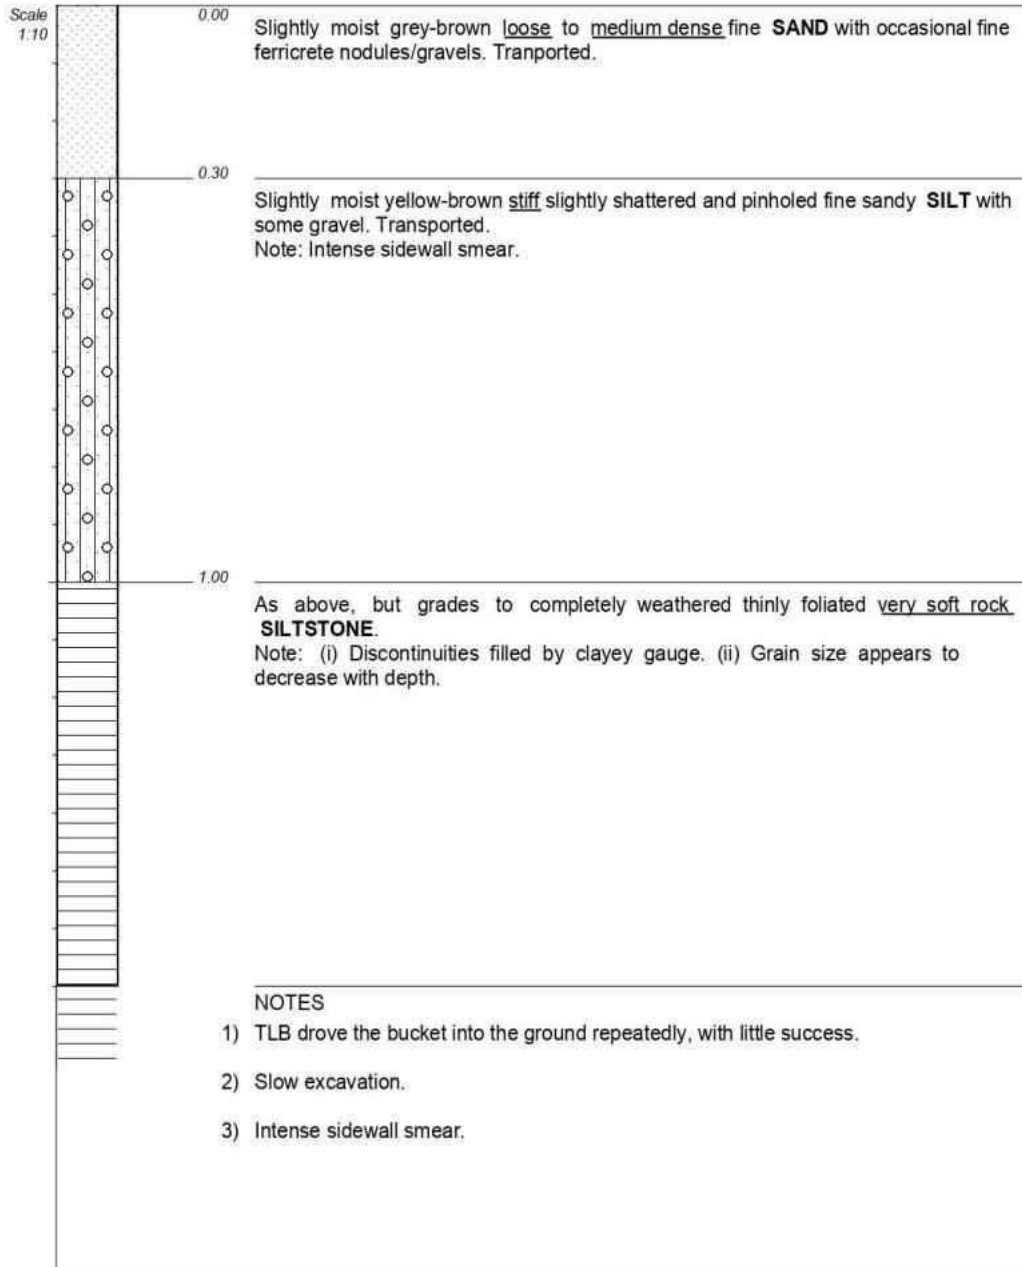 Scale
1:10
0.00
Slightly moist grey-brown loose to medium dense fine SAND with occasional fine
ferricrete nodules/gravels. Tranported.
0.30
Slightly moist yellow-brown stiff slightly shattered and pinholed fine sandy SILT with
some gravel. Transported.
Note: Intense sidewall smear.
1.00
As above, but grades to completely weathered thinly foliated very soft rock
SILTSTONE.
Note: (i) Discontinuities filled by clayey gauge. (ii) Grain size appears to
decrease with depth.
NOTES
1) TLB drove the bucket into the ground repeatedly, with little success.
2) Slow excavation.
3) Intense sidewall smear.